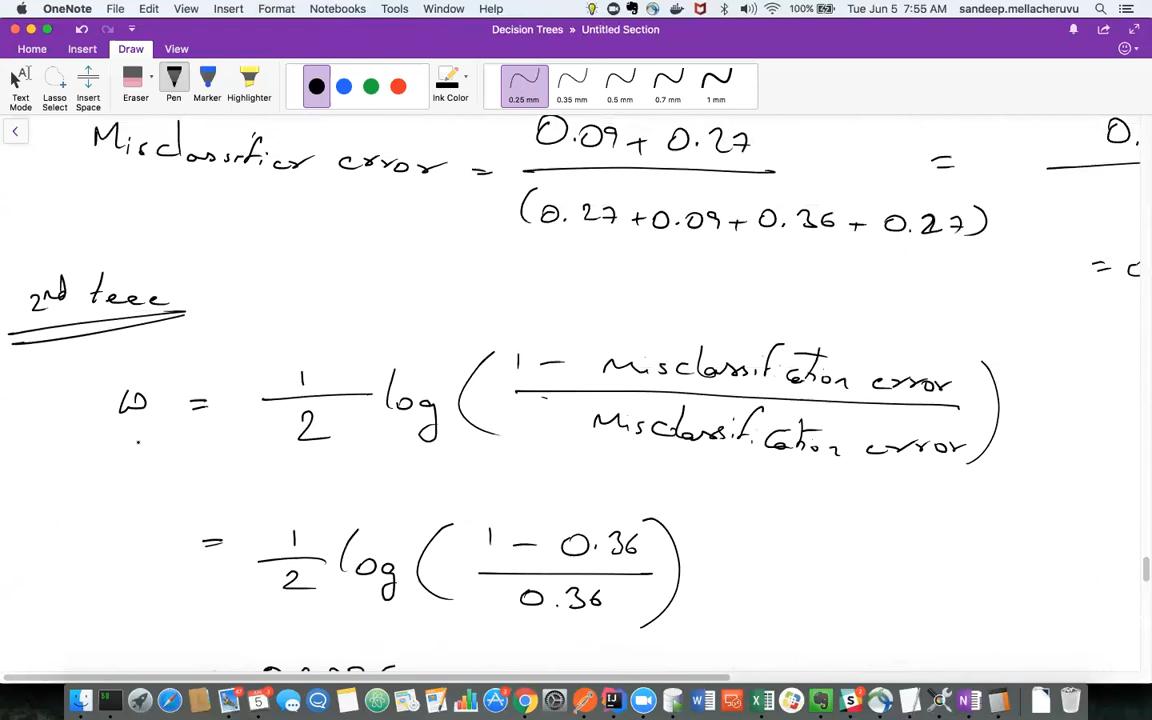 OneNote File Edit View Insert Format Notebooks Tools Window Help 100% Tue Jun 5 7:55 AM sandeep.mellacheruvu
Decision Trees » Untitled Section
Home Insert Draw View
Text Mode Lasso Select Insert Space Eraser Pen Marker Highlighter Ink Color 0.25 mm 0.35 mm 0.5 mm 0.7 mm 1 mm
Misclassifier error = 0.09 + 0.27 =
(0.27 + 0.09 + 0.36 + 0.27)
2nd tree
ω = 1/2 log ( 1 - Misclassification error
Misclassification error )
= 1/2 log ( 1 - 0.36
0.36 )